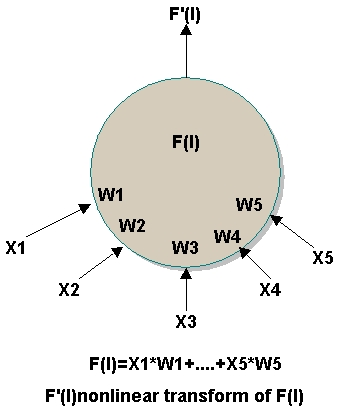 F'(I)
F(I)
W1
W2
W3
W4
W5
X1
X2
X3
X4
X5
F(I)=X1*W1+....+X5*W5
F'(I)nonlinear transform of F(I)